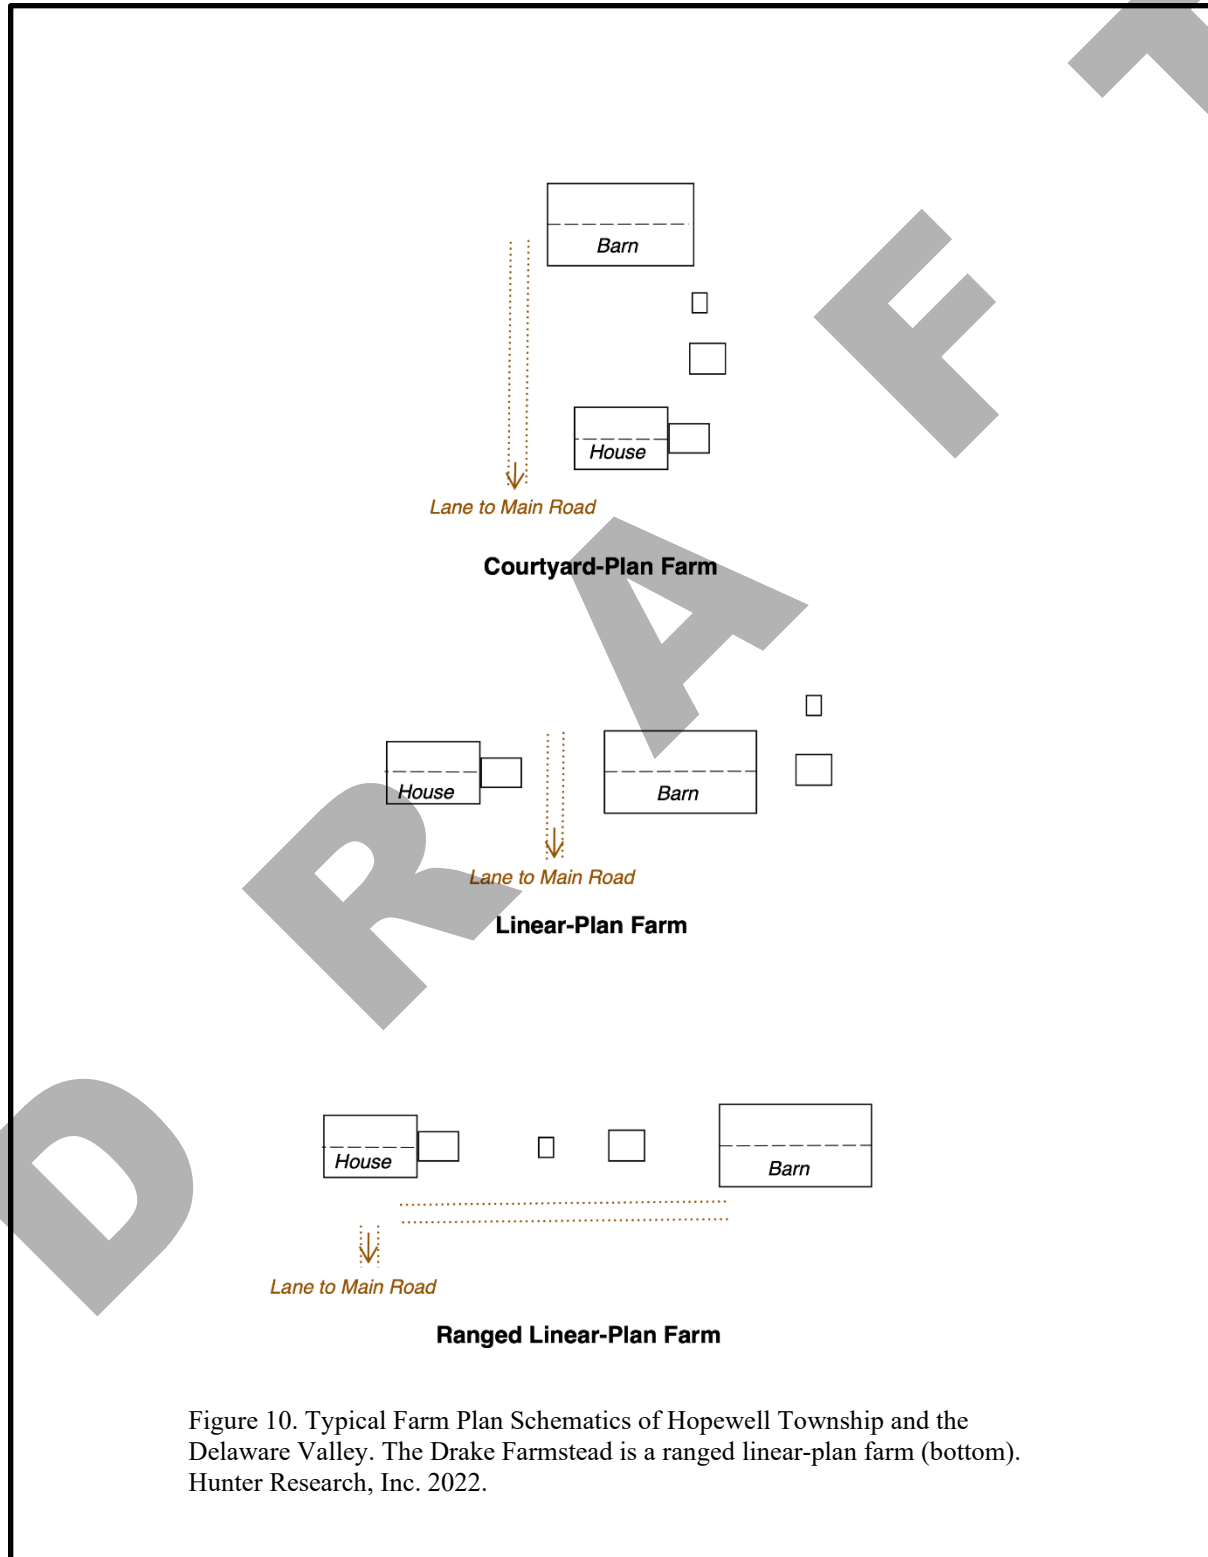 Barn
House
Lane to Main Road
Courtyard-Plan Farm
House
Barn
Lane to Main Road
Linear-Plan Farm
House
Barn
Lane to Main Road
Ranged Linear-Plan Farm
Figure 10. Typical Farm Plan Schematics of Hopewell Township and the
Delaware Valley. The Drake Farmstead is a ranged linear-plan farm (bottom).
Hunter Research, Inc. 2022.
DRAFT